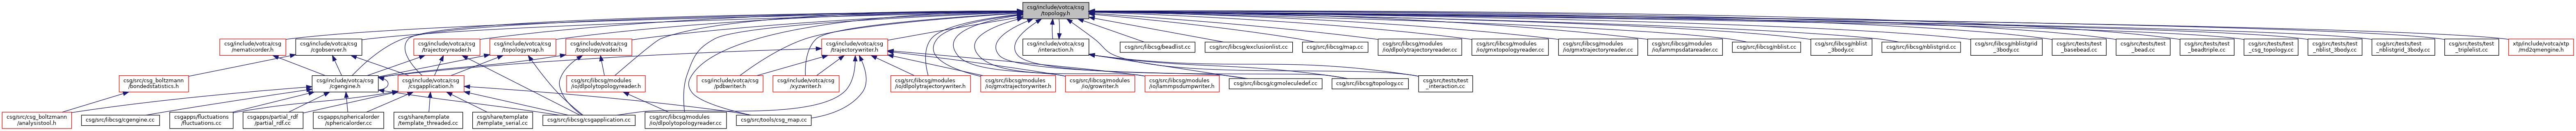 csg/include/votca/csg
/topology.h
csg/include/votca/csg
/nematicorder.h
csg/include/votca/csg
/cgobserver.h
csg/include/votca/csg
/trajectoryreader.h
csg/include/votca/csg
/topologymap.h
csg/include/votca/csg
/topologyreader.h
csg/include/votca/csg
/trajectorywriter.h
csg/include/votca/csg
/interaction.h
csg/src/libcsg/beadlist.cc
csg/src/libcsg/exclusionlist.cc
csg/src/libcsg/map.cc
csg/src/libcsg/modules
/io/dlpolytrajectoryreader.cc
csg/src/libcsg/modules
/io/gmxtopologyreader.cc
csg/src/libcsg/modules
/io/gmxtrajectoryreader.cc
csg/src/libcsg/modules
/io/lammpsdatareader.cc
csg/src/libcsg/nblist.cc
csg/src/libcsg/nblist
_3body.cc
csg/src/libcsg/nblistgrid.cc
csg/src/libcsg/nblistgrid
_3body.cc
csg/src/tests/test
_basebead.cc
csg/src/tests/test
_bead.cc
csg/src/tests/test
_beadtriple.cc
csg/src/tests/test
_csg_topology.cc
csg/src/tests/test
_nblist_3body.cc
csg/src/tests/test
_nblistgrid_3body.cc
csg/src/tests/test
_triplelist.cc
xtp/include/votca/xtp
/md2qmengine.h
csg/src/csg_boltzmann
/bondedstatistics.h
csg/include/votca/csg
/cgengine.h
csg/include/votca/csg
/csgapplication.h
csg/src/libcsg/modules
/io/dlpolytopologyreader.h
csg/include/votca/csg
/pdbwriter.h
csg/include/votca/csg
/xyzwriter.h
csg/src/libcsg/modules
/io/dlpolytrajectorywriter.h
csg/src/libcsg/modules
/io/gmxtrajectorywriter.h
csg/src/libcsg/modules
/io/growriter.h
csg/src/libcsg/modules
/io/lammpsdumpwriter.h
csg/src/libcsg/cgmoleculedef.cc
csg/src/libcsg/topology.cc
csg/src/tests/test
_interaction.cc
csg/src/csg_boltzmann
/analysistool.h
csg/src/libcsg/cgengine.cc
csgapps/fluctuations
/fluctuations.cc
csgapps/partial_rdf
/partial_rdf.cc
csgapps/sphericalorder
/sphericalorder.cc
csg/share/template
/template_threaded.cc
csg/share/template
/template_serial.cc
csg/src/libcsg/csgapplication.cc
csg/src/libcsg/modules
/io/dlpolytopologyreader.cc
csg/src/tools/csg_map.cc